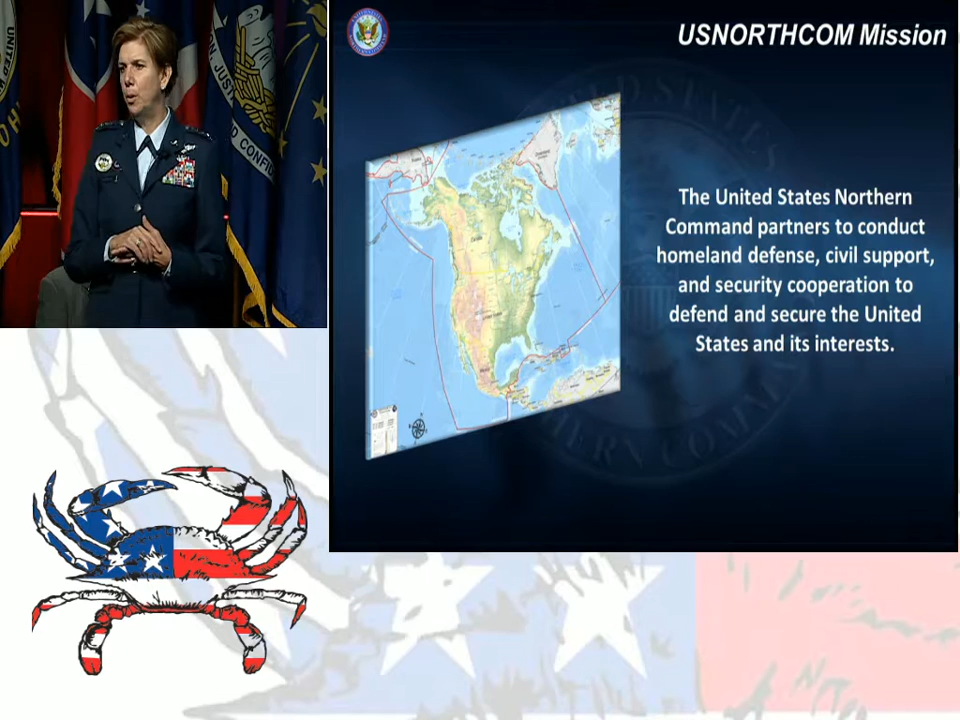 USNORTHCOM Mission
The United States Northern
Command partners to conduct
homeland defense, civil support,
and security cooperation to
defend and secure the United
States and its interests.